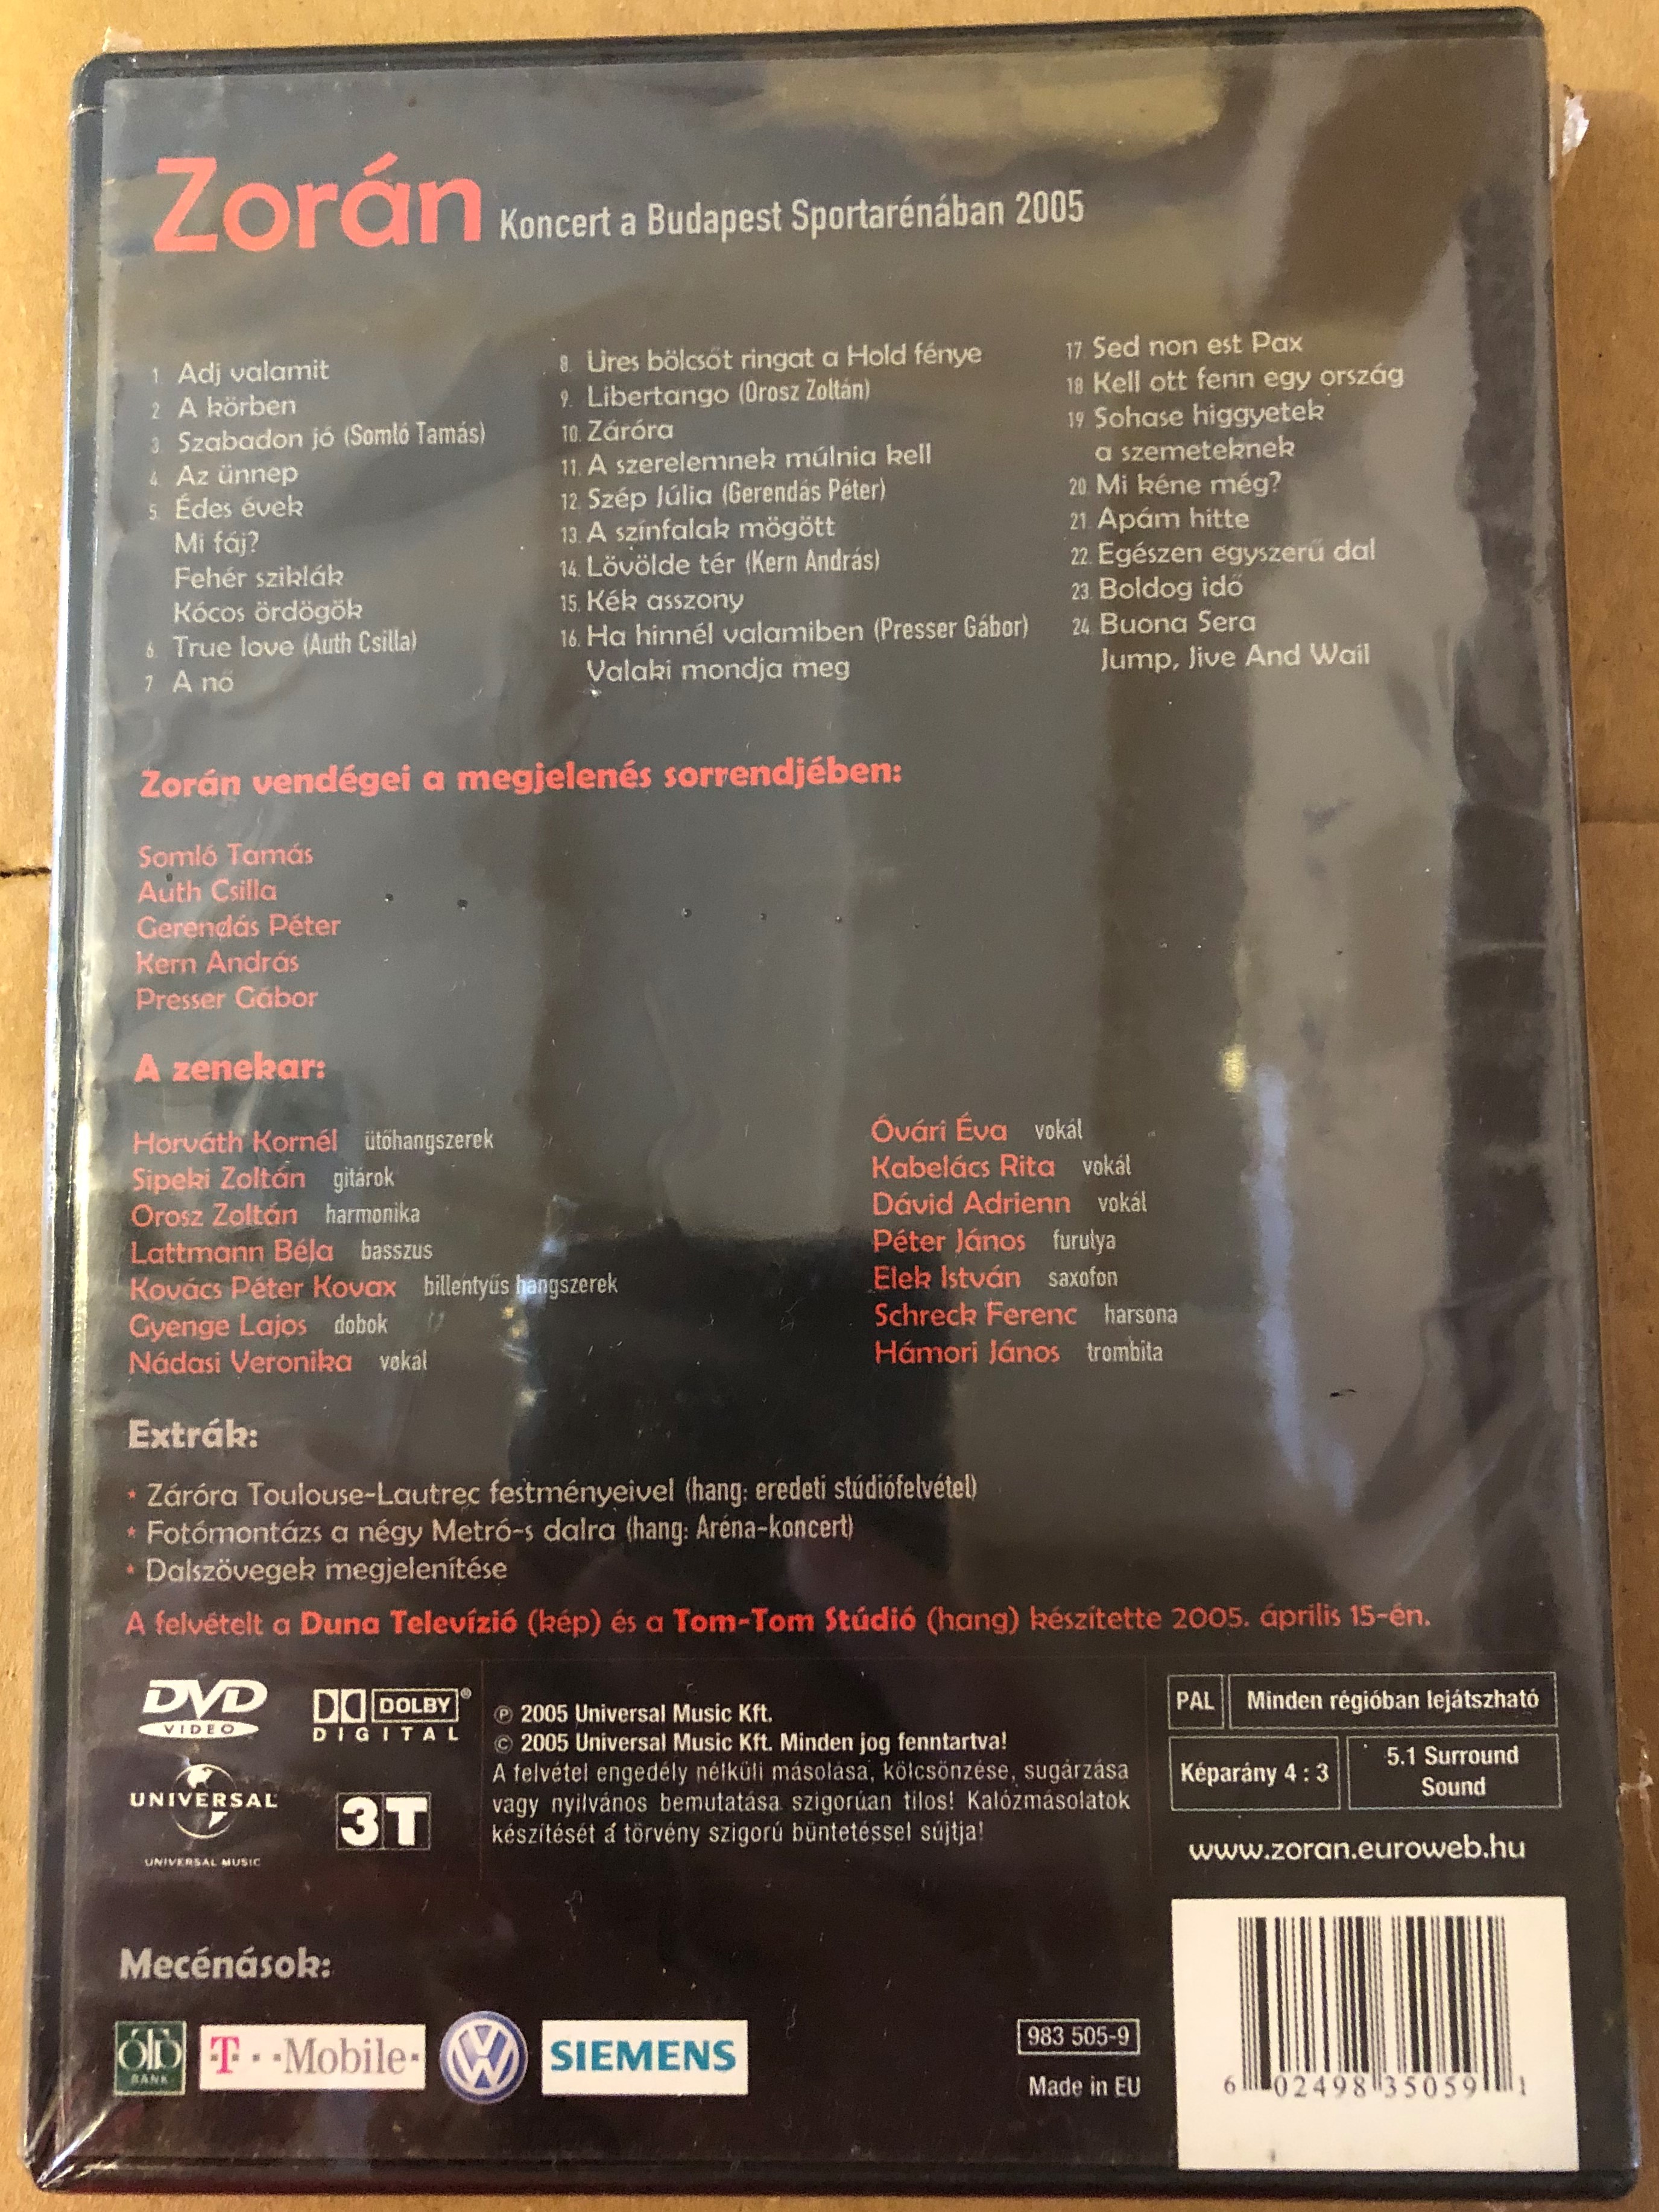 Zorán Koncert a Budapest Sportarénában 2005
1 Adj valamit
2 A körben
3 Szabadon jó (Somló Tamás)
4. Az ünnep
5. Édes évek
Mi fáj?
Fehér sziklák
Kócos ördögök
6. True love (Auth Csilla)
7 A nő
8. Üres bölcsőt ringat a Hold fénye
9. Libertango (Orosz Zoltán)
10. Záróra
11. A szerelemnek múlnia kell
12. Szép Júlia (Gerendás Péter)
13. A színfalak mögött
14. Lövölde tér (Kern András)
15. Kék asszony
16. Ha hinnél valamiben (Presser Gábor)
Valaki mondja meg
17. Sed non est Pax
18 Kell ott fenn egy ország
19 Sohase higgyetek
a szemeteknek
20. Mi kéne még?
21. Apám hitte
22. Egészen egyszerű dal
23. Boldog idő
24. Buona Sera
Jump, Jive And Wail
Zorán vendégei a megjelenés sorrendjében:
Somló Tamás
Auth Csilla
Gerendás Péter
Kern András
Presser Gábor
A zenekar:
Horváth Kornél ütőhangszerek
Sipeki Zoltán gitárok
Orosz Zoltán harmonika
Lattmann Béla basszus
Kovács Péter Kovax billentyűs hangszerek
Gyenge Lajos dobok
Nádasi Veronika vokál
Óvári Éva vokál
Kabelács Rita vokál
Dávid Adrienn vokál
Péter János furulya
Elek István saxofon
Schreck Ferenc harsona
Hámori János trombita
Extrák:
* Záróra Toulouse-Lautrec festményeivel (hang: eredeti stúdiófelvétel)
* Fotómontázs a négy Metró-s dalra (hang: Aréna-koncert)
* Dalszövegek megjelenítése
A felvételt a Duna Televízió (kép) és a Tom-Tom Stúdió (hang) készítette 2005. április 15-én.
DVD
VIDEO
DOLBY®
DIGITAL
UNIVERSAL
UNIVERSAL MUSIC
3T
℗ 2005 Universal Music Kft.
© 2005 Universal Music Kft. Minden jog fenntartva!
A felvétel engedély nélküli másolása, kölcsönzése, sugárzása
vagy nyilvános bemutatása szigorúan tilos! Kalózmásolatok
készítését a törvény szigorú büntetéssel sújtja!
PAL Minden régióban lejátszható
Képarány 4 : 3
5.1 Surround
Sound
www.zoran.euroweb.hu
Mecénások:
BANK
T··Mobile·
VW
SIEMENS
983 505-9
Made in EU
6 02498 35059 1